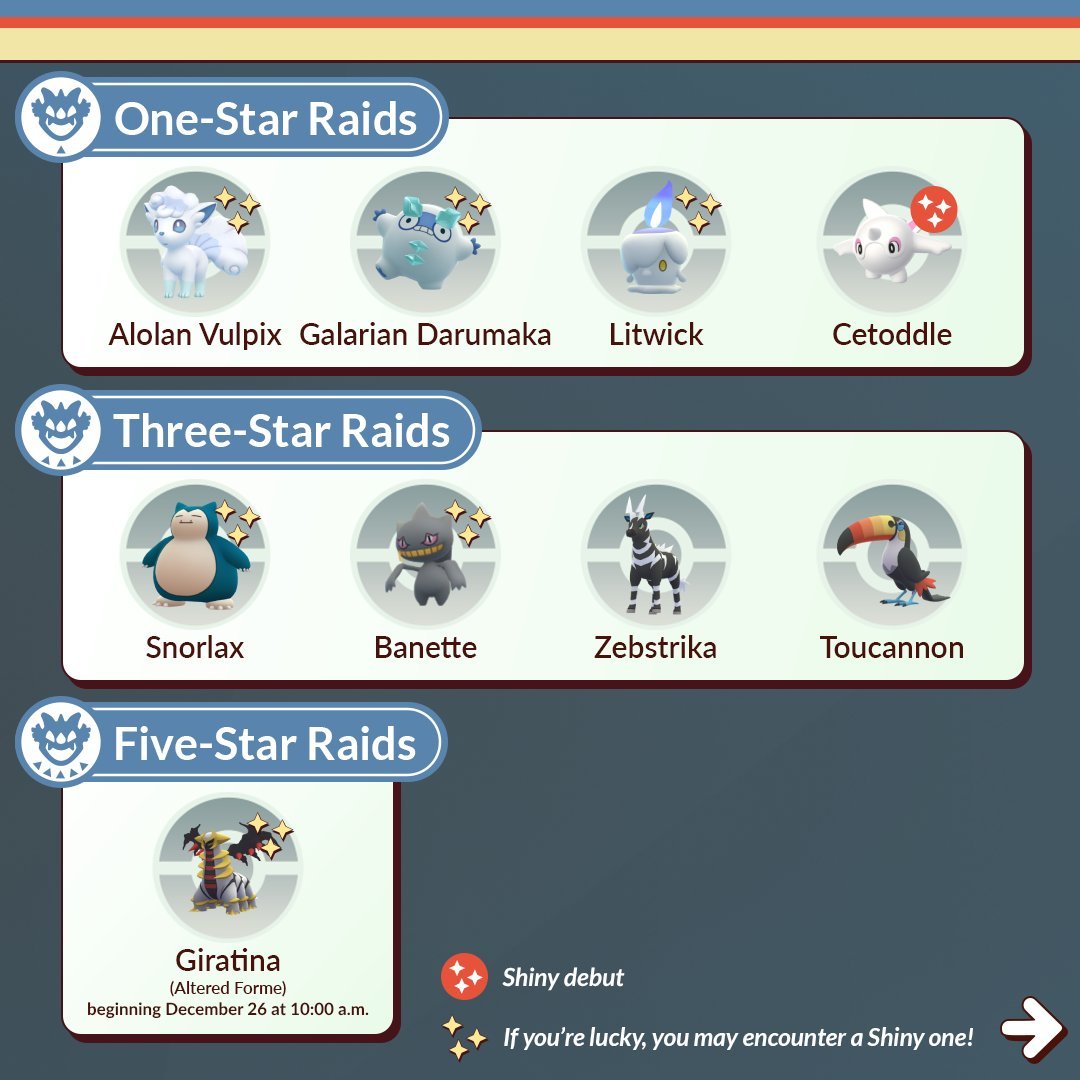 One-Star Raids
Alolan Vulpix
Galarian Darumaka
Litwick
Cetoddle
Three-Star Raids
Snorlax
Banette
Zebstrika
Toucannon
Five-Star Raids
Giratina
(Altered Forme)
beginning December 26 at 10:00 a.m.
Shiny debut
If you’re lucky, you may encounter a Shiny one!